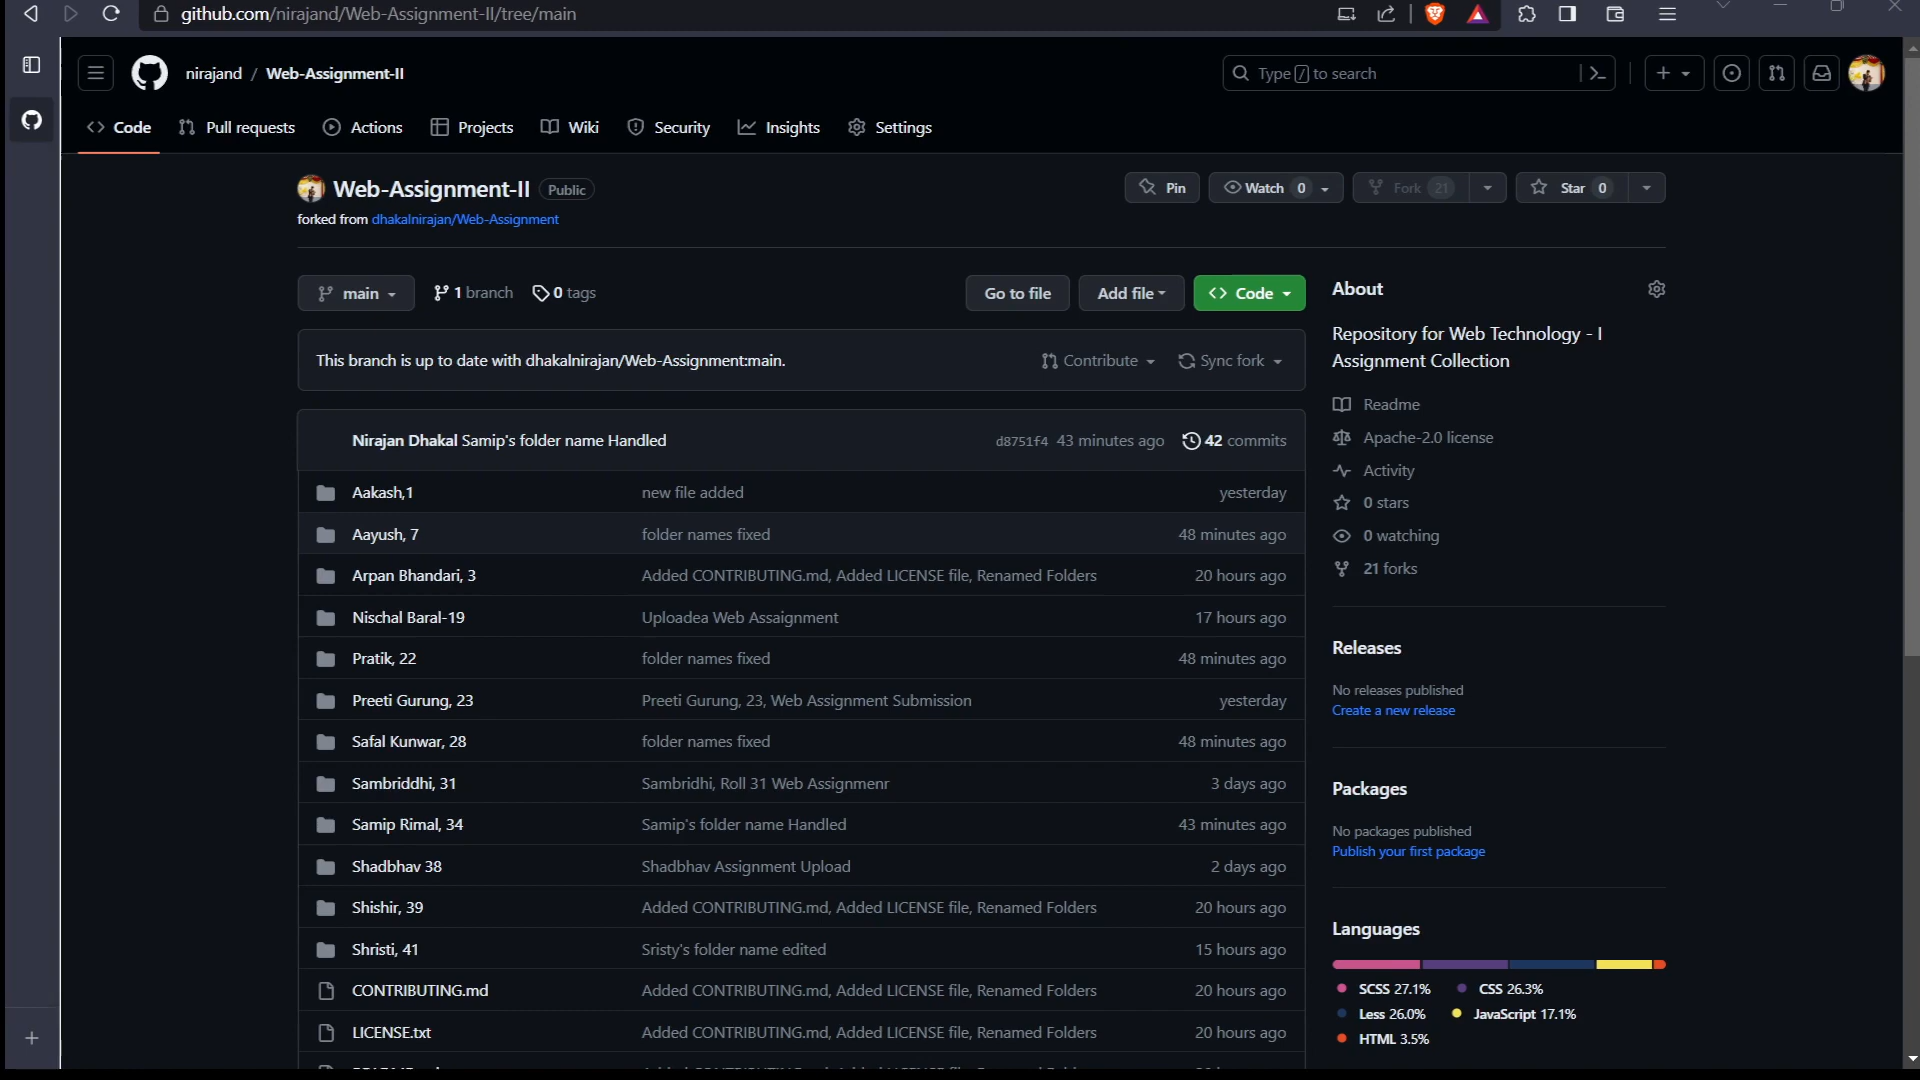 github.com/nirajand/Web-Assignment-II/tree/main
nirajand / Web-Assignment-II
Type / to search
Code Pull requests Actions Projects Wiki Security Insights Settings
Web-Assignment-II Public
Pin Watch 0 Fork 21 Star 0
forked from dhakalnirajan/Web-Assignment
main 1 branch 0 tags
Go to file Add file Code
This branch is up to date with dhakalnirajan/Web-Assignment:main.
Contribute Sync fork
Nirajan Dhakal Samip's folder name Handled d8751f4 43 minutes ago 42 commits
Aakash,1 new file added yesterday
Aayush, 7 folder names fixed 48 minutes ago
Arpan Bhandari, 3 Added CONTRIBUTING.md, Added LICENSE file, Renamed Folders 20 hours ago
Nischal Baral-19 Uploadea Web Assaignment 17 hours ago
Pratik, 22 folder names fixed 48 minutes ago
Preeti Gurung, 23 Preeti Gurung, 23, Web Assignment Submission yesterday
Safal Kunwar, 28 folder names fixed 48 minutes ago
Sambriddhi, 31 Sambridhi, Roll 31 Web Assignmenr 3 days ago
Samip Rimal, 34 Samip's folder name Handled 43 minutes ago
Shadbhav 38 Shadbhav Assignment Upload 2 days ago
Shishir, 39 Added CONTRIBUTING.md, Added LICENSE file, Renamed Folders 20 hours ago
Shristi, 41 Sristy's folder name edited 15 hours ago
CONTRIBUTING.md Added CONTRIBUTING.md, Added LICENSE file, Renamed Folders 20 hours ago
LICENSE.txt Added CONTRIBUTING.md, Added LICENSE file, Renamed Folders 20 hours ago
About
Repository for Web Technology - I
Assignment Collection
Readme
Apache-2.0 license
Activity
0 stars
0 watching
21 forks
Releases
No releases published
Create a new release
Packages
No packages published
Publish your first package
Languages
SCSS 27.1% CSS 26.3%
Less 26.0% JavaScript 17.1%
HTML 3.5%